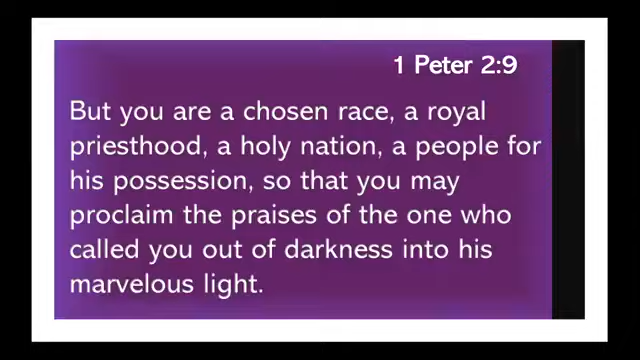 1 Peter 2:9
But you are a chosen race, a royal
priesthood, a holy nation, a people for
his possession, so that you may
proclaim the praises of the one who
called you out of darkness into his
marvelous light.